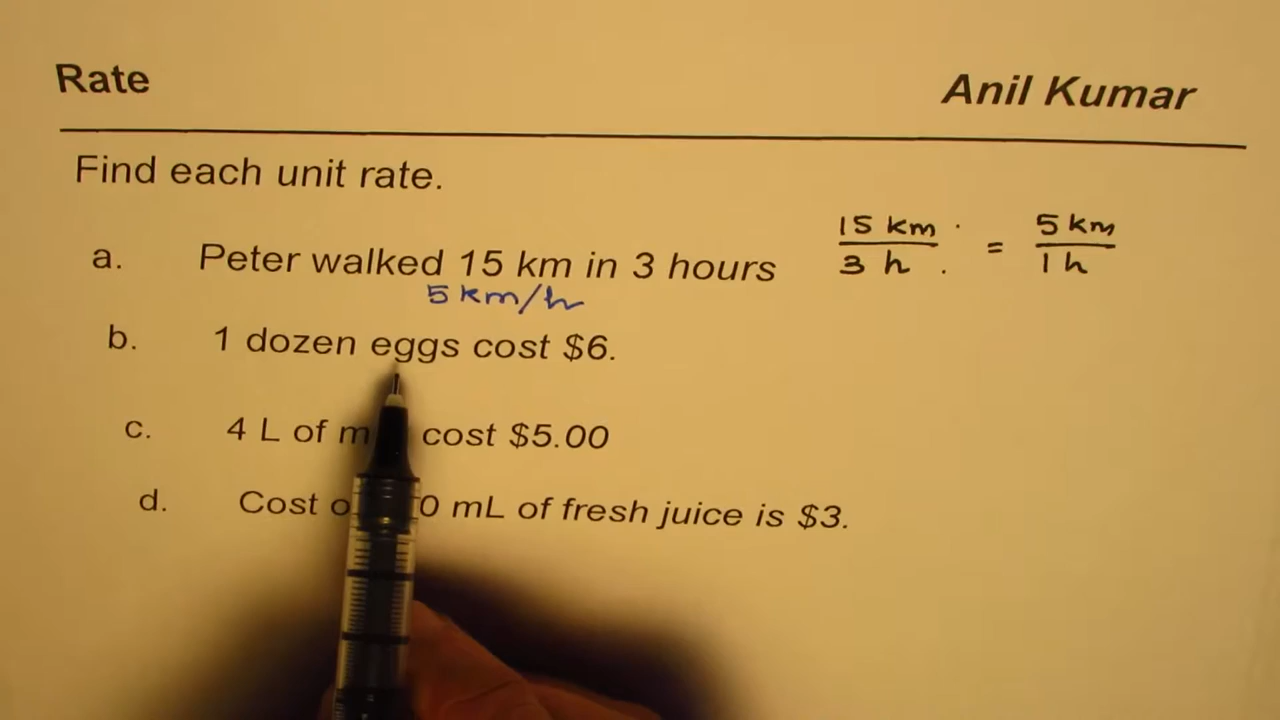 Rate
Anil Kumar
Find each unit rate.
a. Peter walked 15 km in 3 hours
15 km / 3 h = 5 km / 1 h
5 km/h
b. 1 dozen eggs cost $6.
c. 4 L of cost $5.00
d. Cost mL of fresh juice is $3.